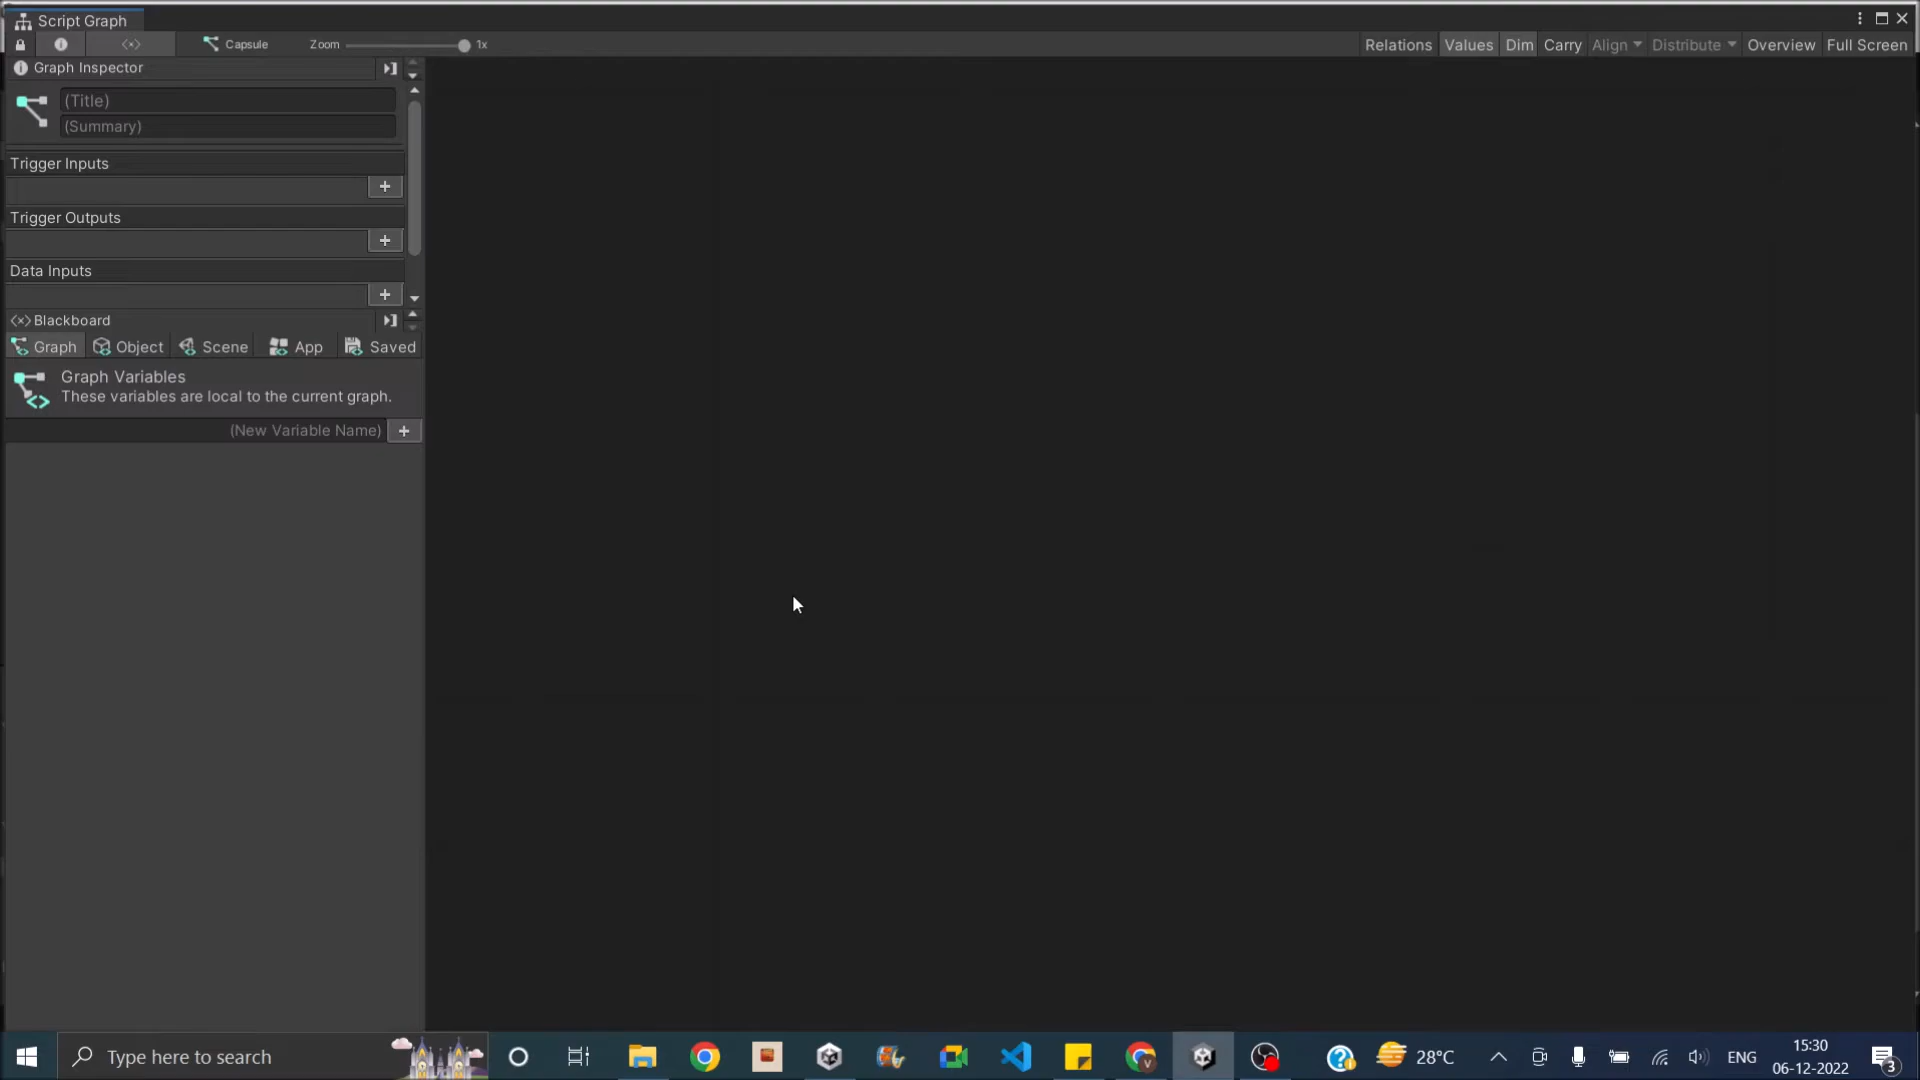 Script Graph
Capsule Zoom 1x Relations Values Dim Carry Align Distribute Overview Full Screen
Graph Inspector
(Title)
(Summary)
Trigger Inputs
+
Trigger Outputs
+
Data Inputs
+
Blackboard
Graph Object Scene App Saved
Graph Variables
These variables are local to the current graph.
(New Variable Name) +
Type here to search 28°C ENG 15:30
06-12-2022 3